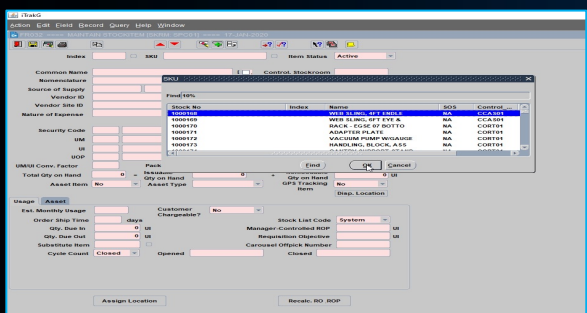 iTrakG
Action Edit Field Record Query Help Window
Index SKU Item Status Active
Common Name Control. Stockroom
Nomenclature
Source of Supply
Vendor ID
Vendor Site ID
Nature of Expense
Security Code
UM
UI
UOP
UM/UI Conv. Factor Pack
SKU
Find 10%
Stock No Index Name SOS Control_...
1000168 WEB SLING, 4FT ENDLE NA CCAS01
1000169 WEB SLING, 6FT EYE & NA CCAS01
1000170 RACK - EGSE 07 BOTTO NA CORT01
1000171 ADAPTER PLATE NA CORT01
1000172 VACUUM PUMP W/GAUGE NA CORT01
1000173 HANDLING, BLOCK, ASS NA CORT01
Find OK Cancel
Total Qty on Hand 0 = Qty on Hand 0 + Qty on Hand 0 UI
Asset Item No Asset Type GPS Tracking Item No
Disp. Location
Usage Asset
Est. Monthly Usage Customer Chargeable? No
Order Ship Time days Stock List Code System
Qty. Due In 0 UI Manager-Controlled ROP UI
Qty. Due Out 0 UI Requisition Objective UI
Substitute Item Carousel Offpick Number
Cycle Count Closed Opened Closed
Assign Location Recalc. RO .ROP